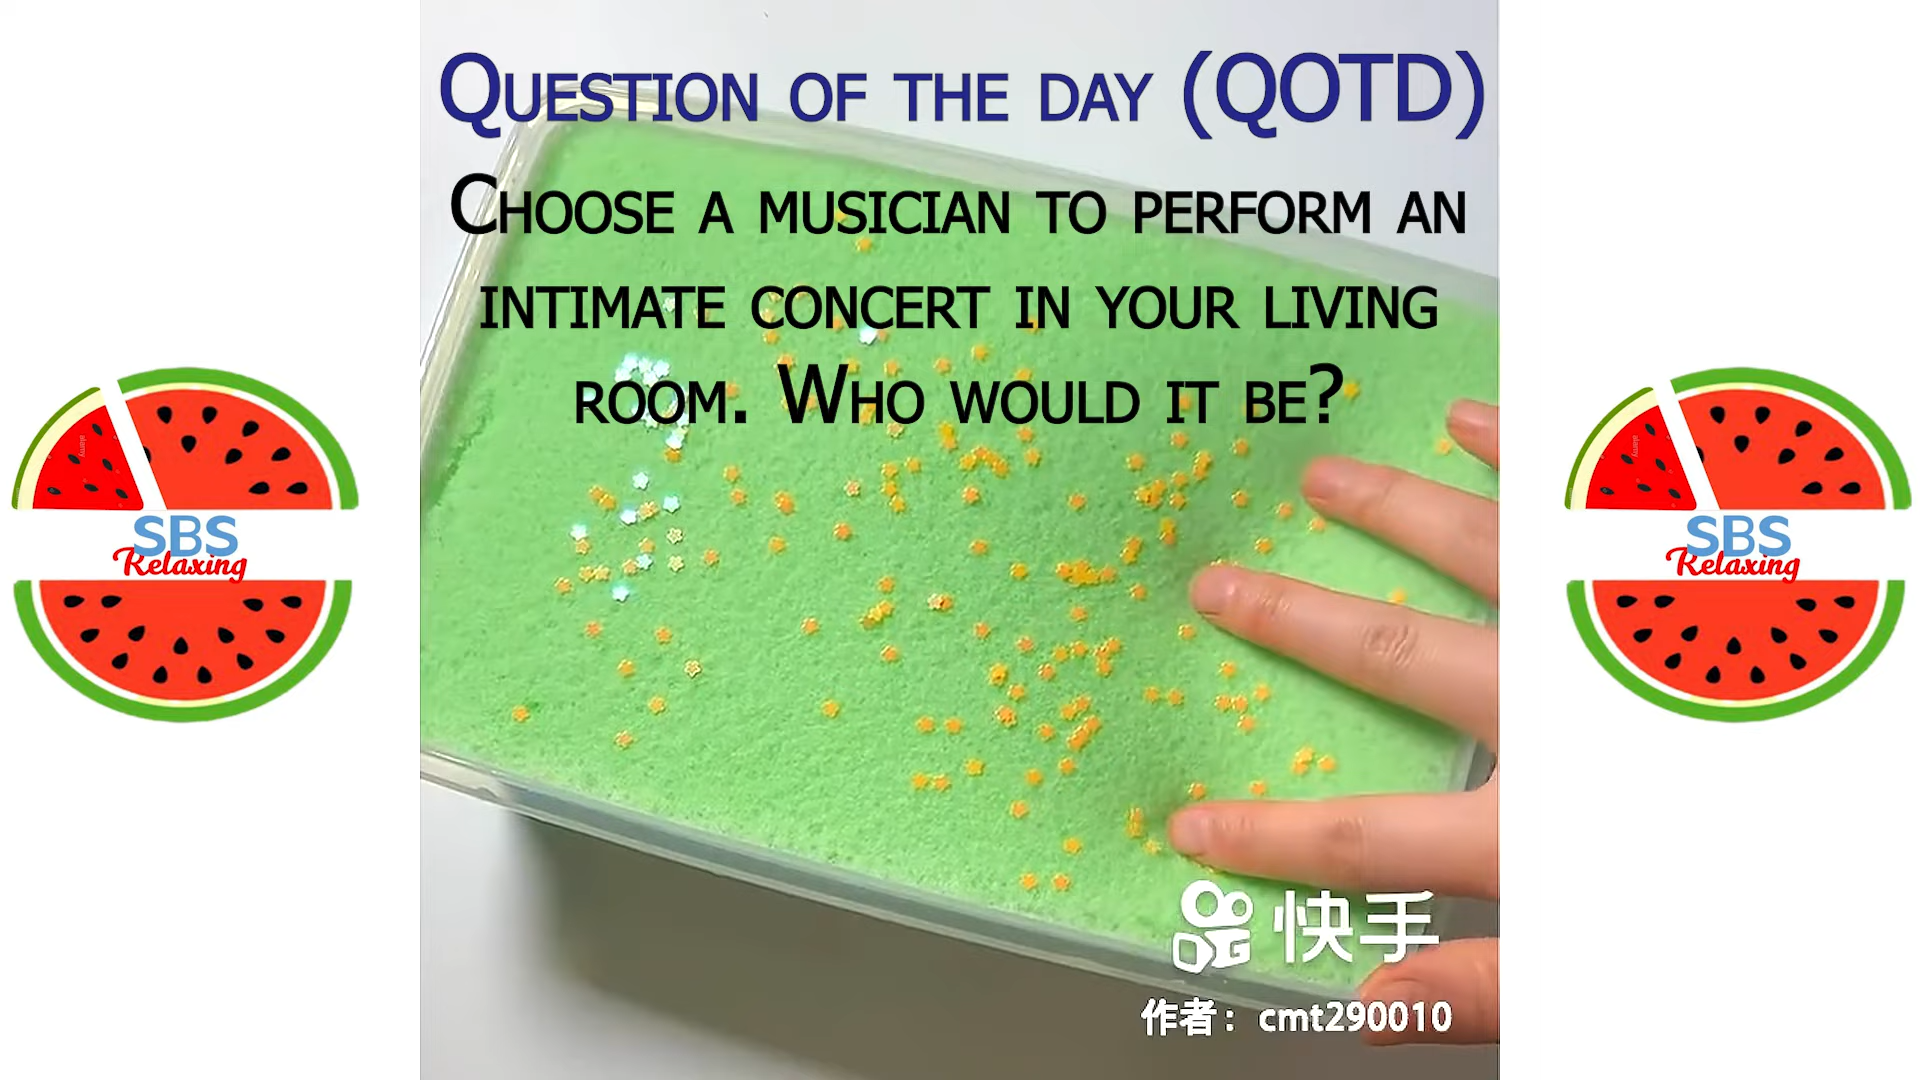 Question of the day (QOTD)
Choose a musician to perform an
intimate concert in your living
room. Who would it be?
SBS
Relaxing
SBS
Relaxing
快手
作者：cmt290010